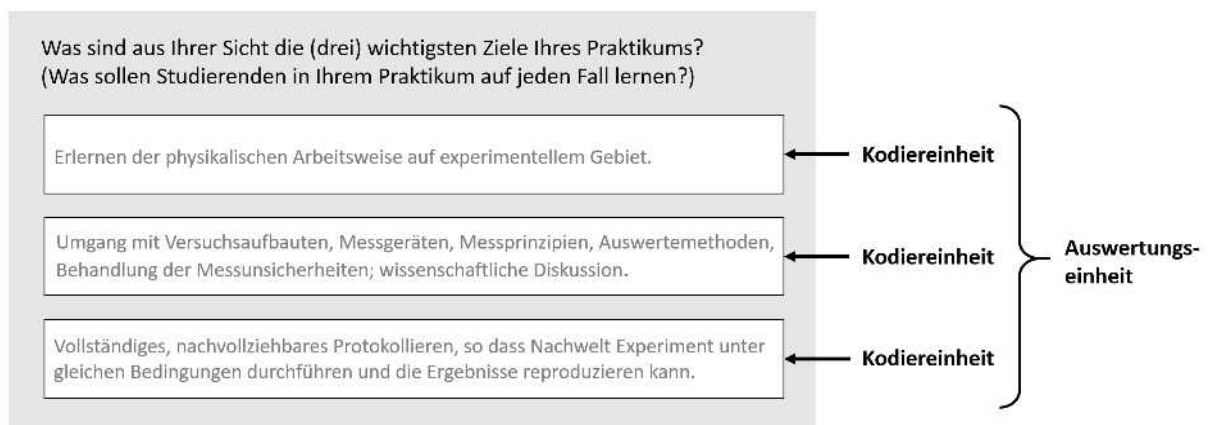 Was sind aus Ihrer Sicht die (drei) wichtigsten Ziele Ihres Praktikums?
(Was sollen Studierenden in Ihrem Praktikum auf jeden Fall lernen?)
Erlernen der physikalischen Arbeitsweise auf experimentellem Gebiet.
Kodiereinheit
Umgang mit Versuchsaufbauten, Messgeräten, Messprinzipien, Auswertemethoden,
Behandlung der Messunsicherheiten; wissenschaftliche Diskussion.
Kodiereinheit
Vollständiges, nachvollziehbares Protokollieren, so dass Nachwelt Experiment unter
gleichen Bedingungen durchführen und die Ergebnisse reproduzieren kann.
Kodiereinheit
Auswertungs-
einheit